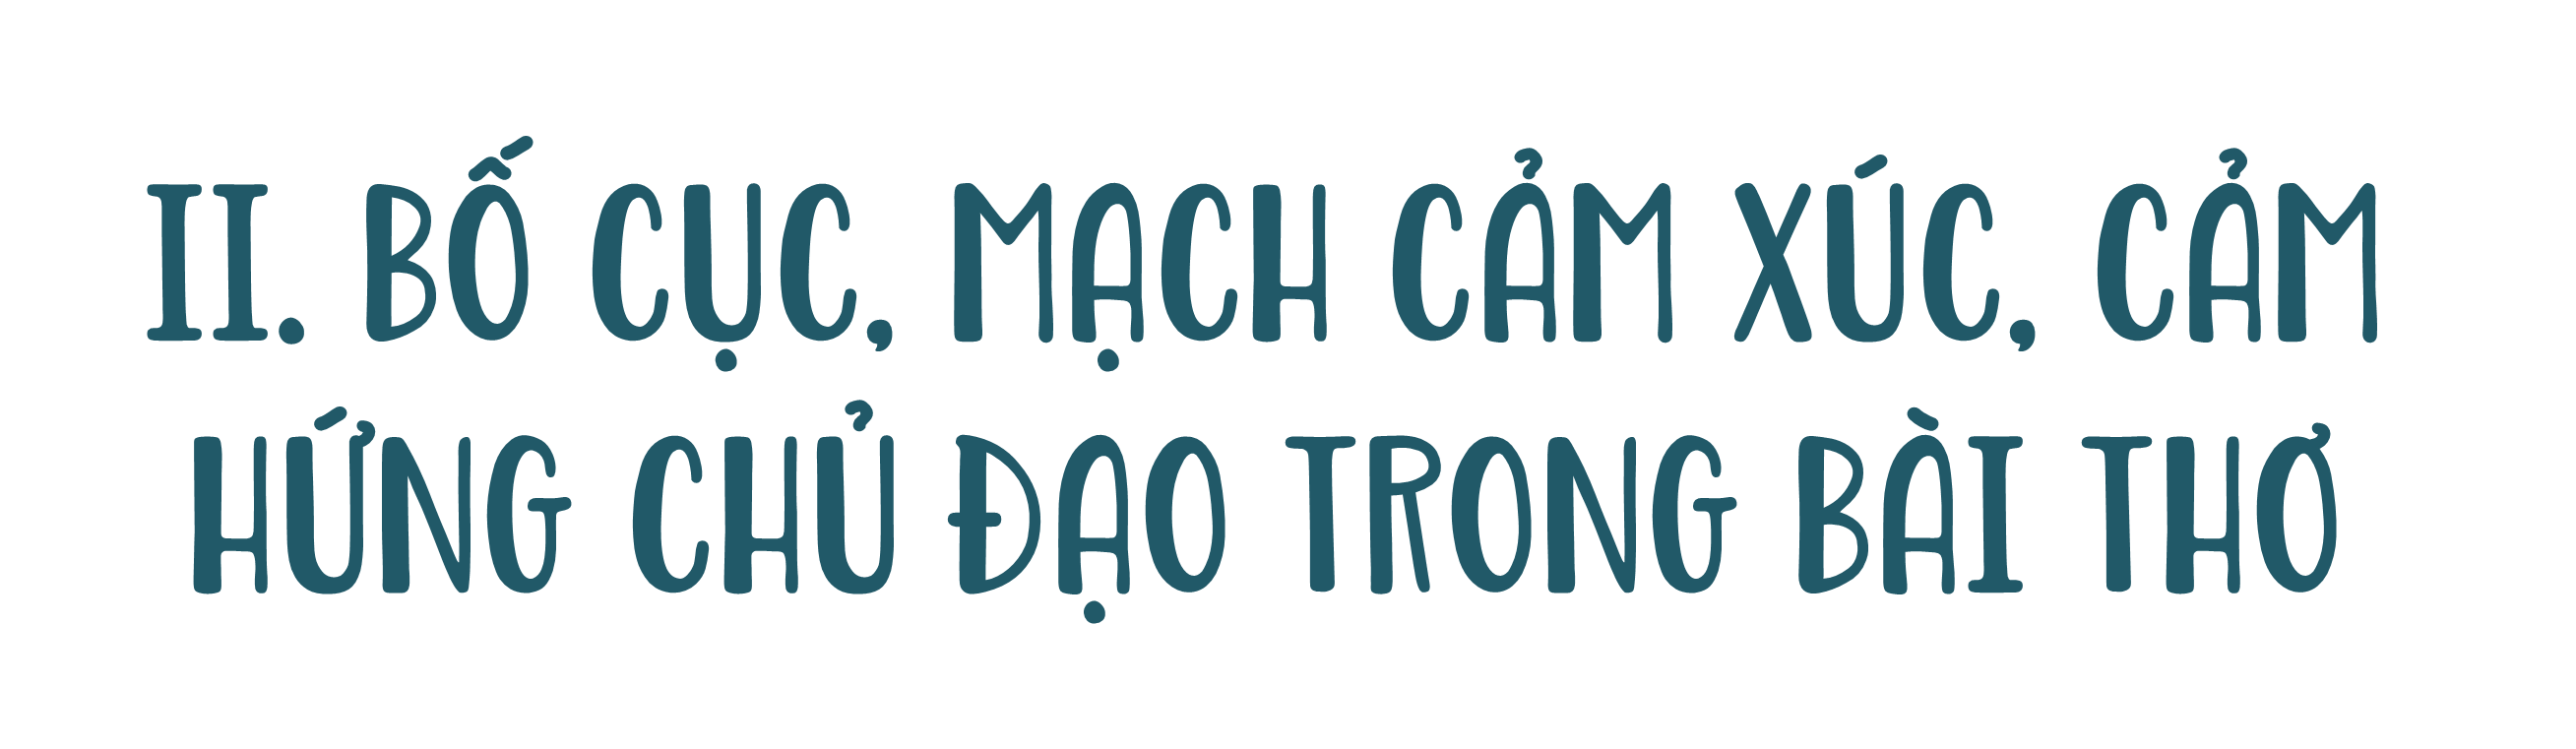 II. BỐ CỤC, MẠCH CẢM XÚC, CẢM
HỨNG CHỦ ĐẠO TRONG BÀI THƠ